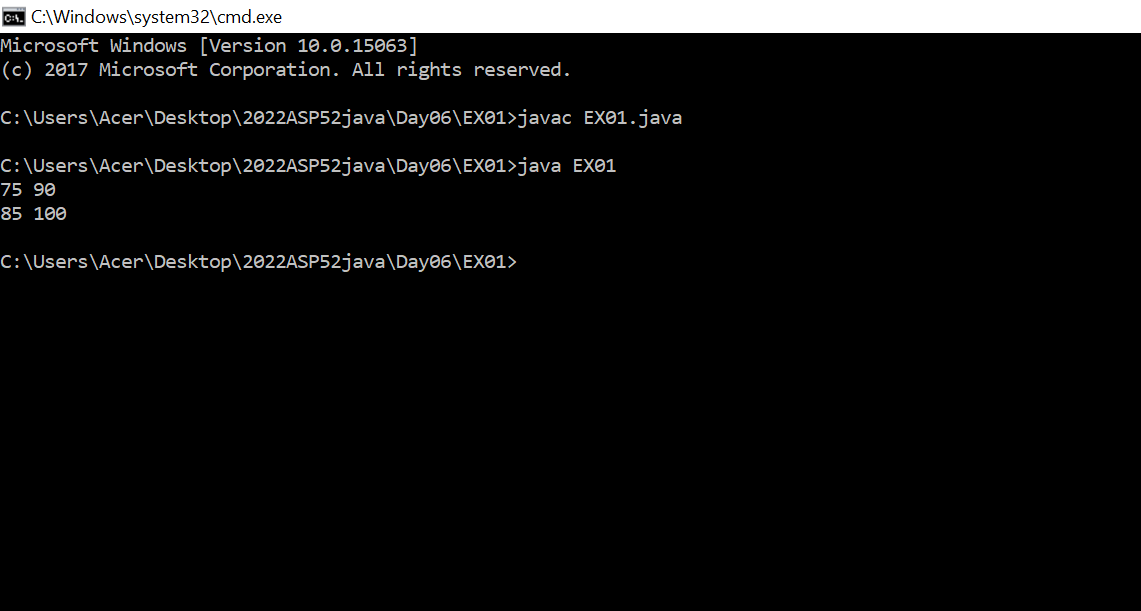 C:\Windows\system32\cmd.exe
Microsoft Windows [Version 10.0.15063]
(c) 2017 Microsoft Corporation. All rights reserved.
C:\Users\Acer\Desktop\2022ASP52java\Day06\EX01>javac EX01.java
C:\Users\Acer\Desktop\2022ASP52java\Day06\EX01>java EX01
75 90
85 100
C:\Users\Acer\Desktop\2022ASP52java\Day06\EX01>